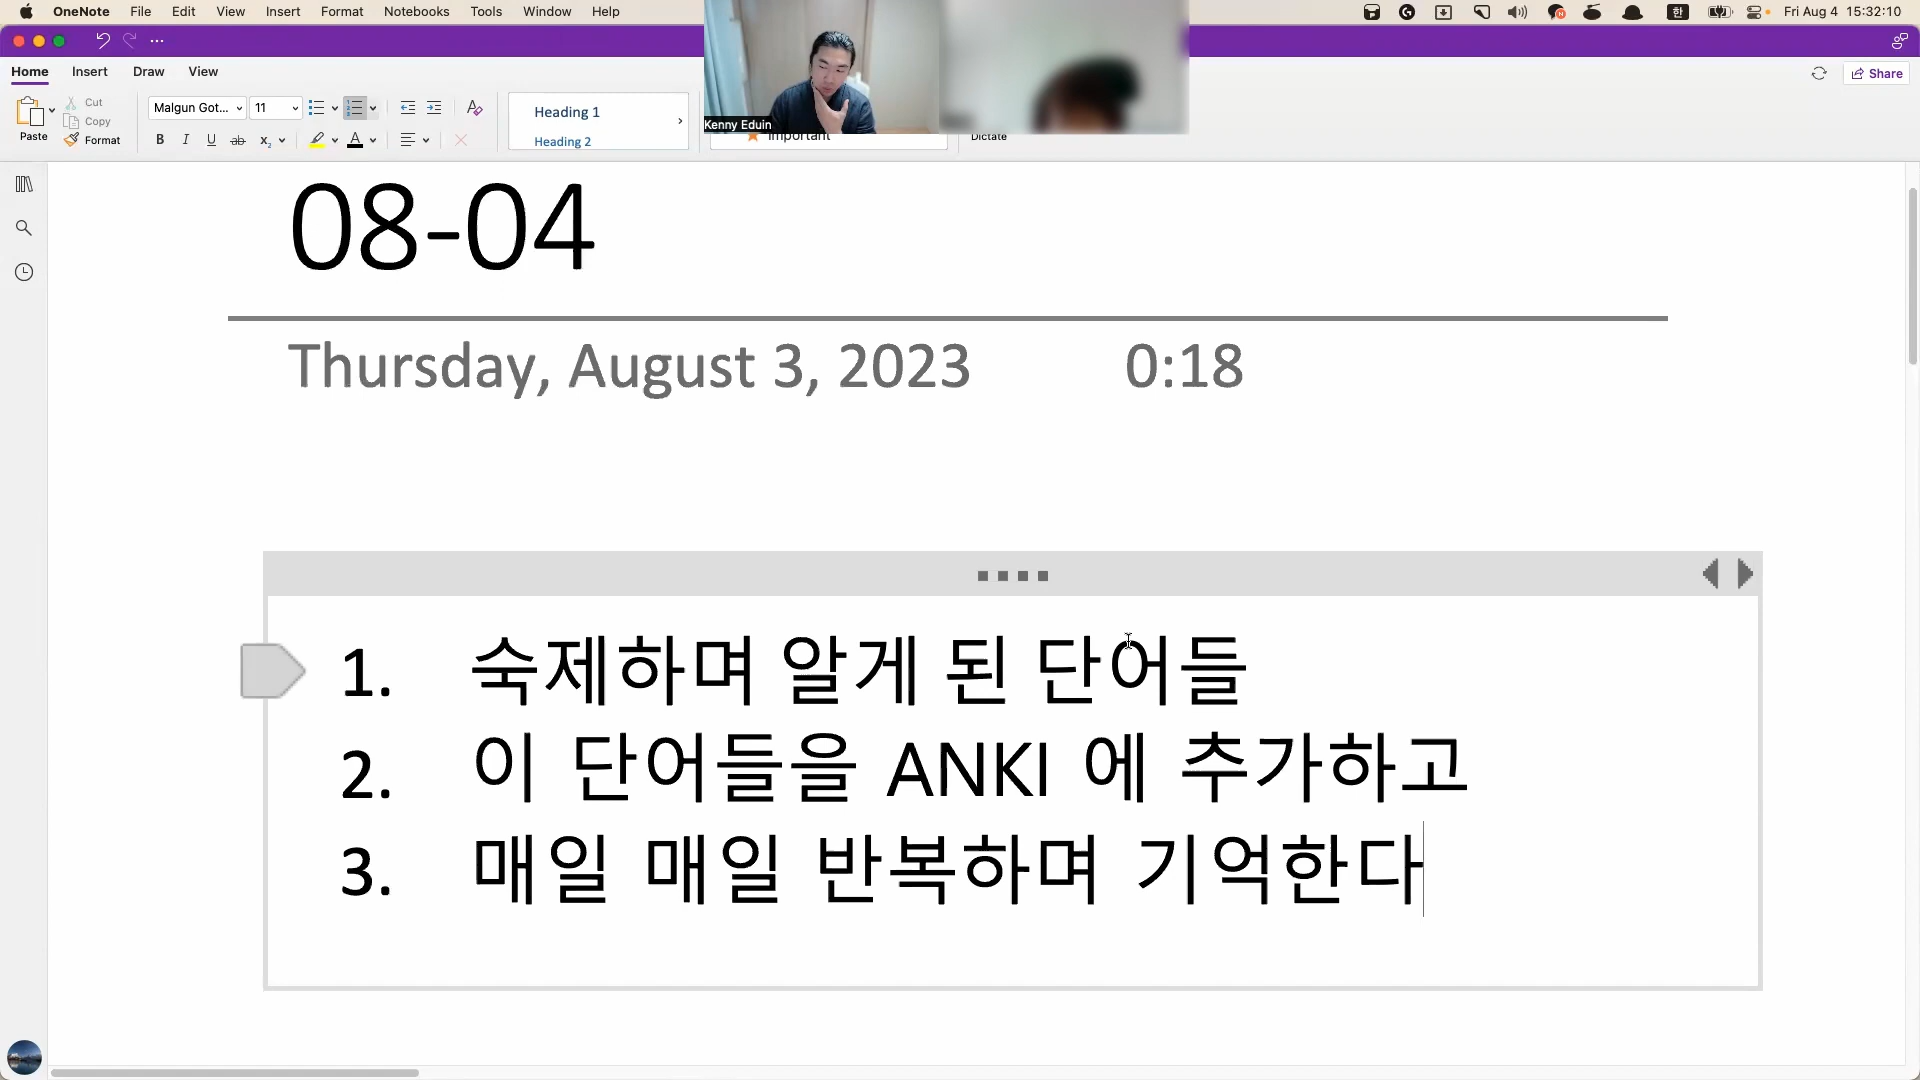 OneNote File Edit View Insert Format Notebooks Tools Window Help
한 Fri Aug 4 15:32:10
Home Insert Draw View
Share
Paste
Cut
Copy
Format
Malgun Got... 11
B I U ab x₂ A
Heading 1
Heading 2
Important
Dictate
Kenny Eduin
08-04
Thursday, August 3, 2023 0:18
1. 숙제하며 알게 된 단어들
2. 이 단어들을 ANKI 에 추가하고
3. 매일 매일 반복하며 기억한다